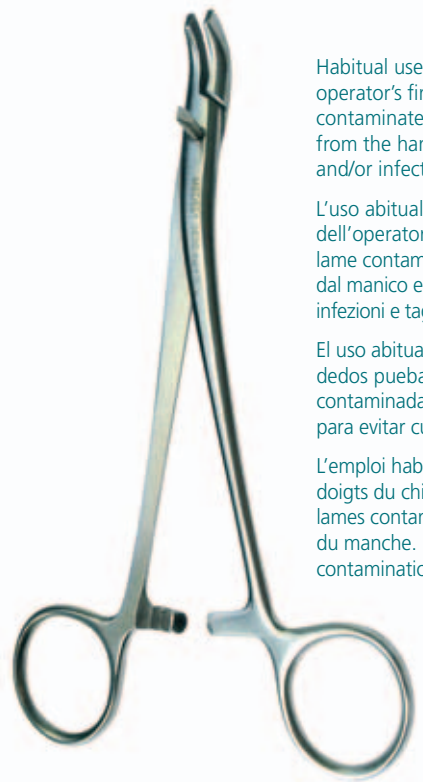 Habitual use
operator's fin
contaminate
from the har
and/or infect
L'uso abitual
dell'operator
lame contam
dal manico e
infezioni e tag
El uso abitua
dedos pueba
contaminada
para evitar cu
L'emploi hab
doigts du chi
lames contar
du manche.
contaminatio